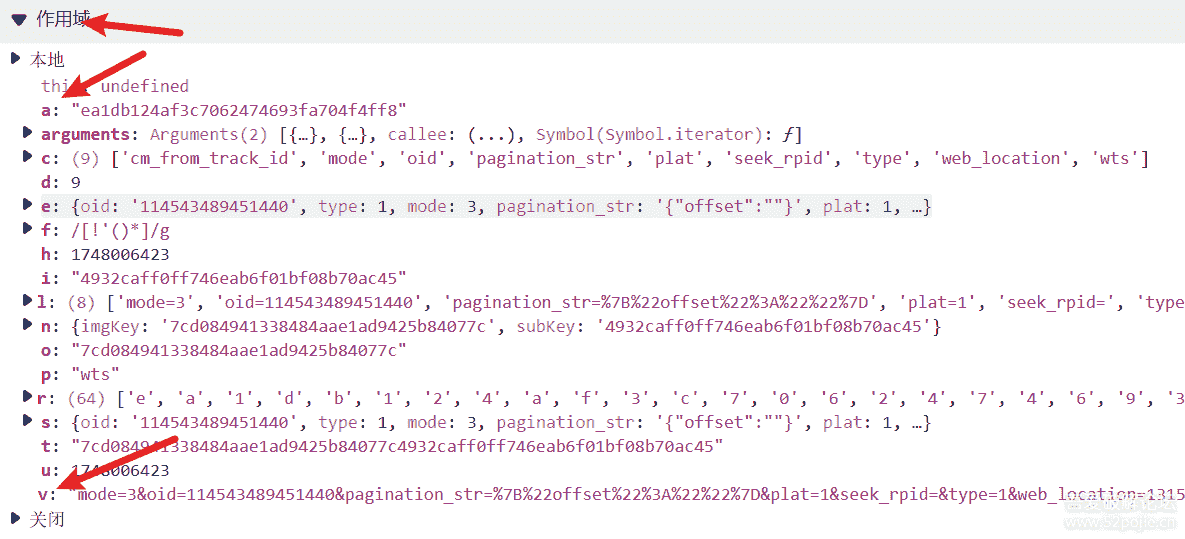 作用域
本地
this: undefined
a: "ea1db124af3c7062474693fa704f4ff8"
arguments: Arguments(2) [{…}, {…}, callee: (...), Symbol(Symbol.iterator): ƒ]
c: (9) ['cm_from_track_id', 'mode', 'oid', 'pagination_str', 'plat', 'seek_rpid', 'type', 'web_location', 'wts']
d: 9
e: {oid: '114543489451440', type: 1, mode: 3, pagination_str: '{"offset":""}', plat: 1, …}
f: /[!'()*]/g
h: 1748006423
i: "4932caff0ff746eab6f01bf08b70ac45"
l: (8) ['mode=3', 'oid=114543489451440', 'pagination_str=%7B%22offset%22%3A%22%22%7D', 'plat=1', 'seek_rpid=', 'type
n: {imgKey: '7cd084941338484aae1ad9425b84077c', subKey: '4932caff0ff746eab6f01bf08b70ac45'}
o: "7cd084941338484aae1ad9425b84077c"
p: "wts"
r: (64) ['e', 'a', '1', 'd', 'b', '1', '2', '4', 'a', 'f', '3', 'c', '7', '0', '6', '2', '4', '7', '4', '6', '9', '3
s: {oid: '114543489451440', type: 1, mode: 3, pagination_str: '{"offset":""}', plat: 1, …}
t: "7cd084941338484aae1ad9425b84077c4932caff0ff746eab6f01bf08b70ac45"
u: 1748006423
v: "mode=3&oid=114543489451440&pagination_str=%7B%22offset%22%3A%22%22%7D&plat=1&seek_rpid=&type=1&web_location=1315
关闭
www.52pojie.cn